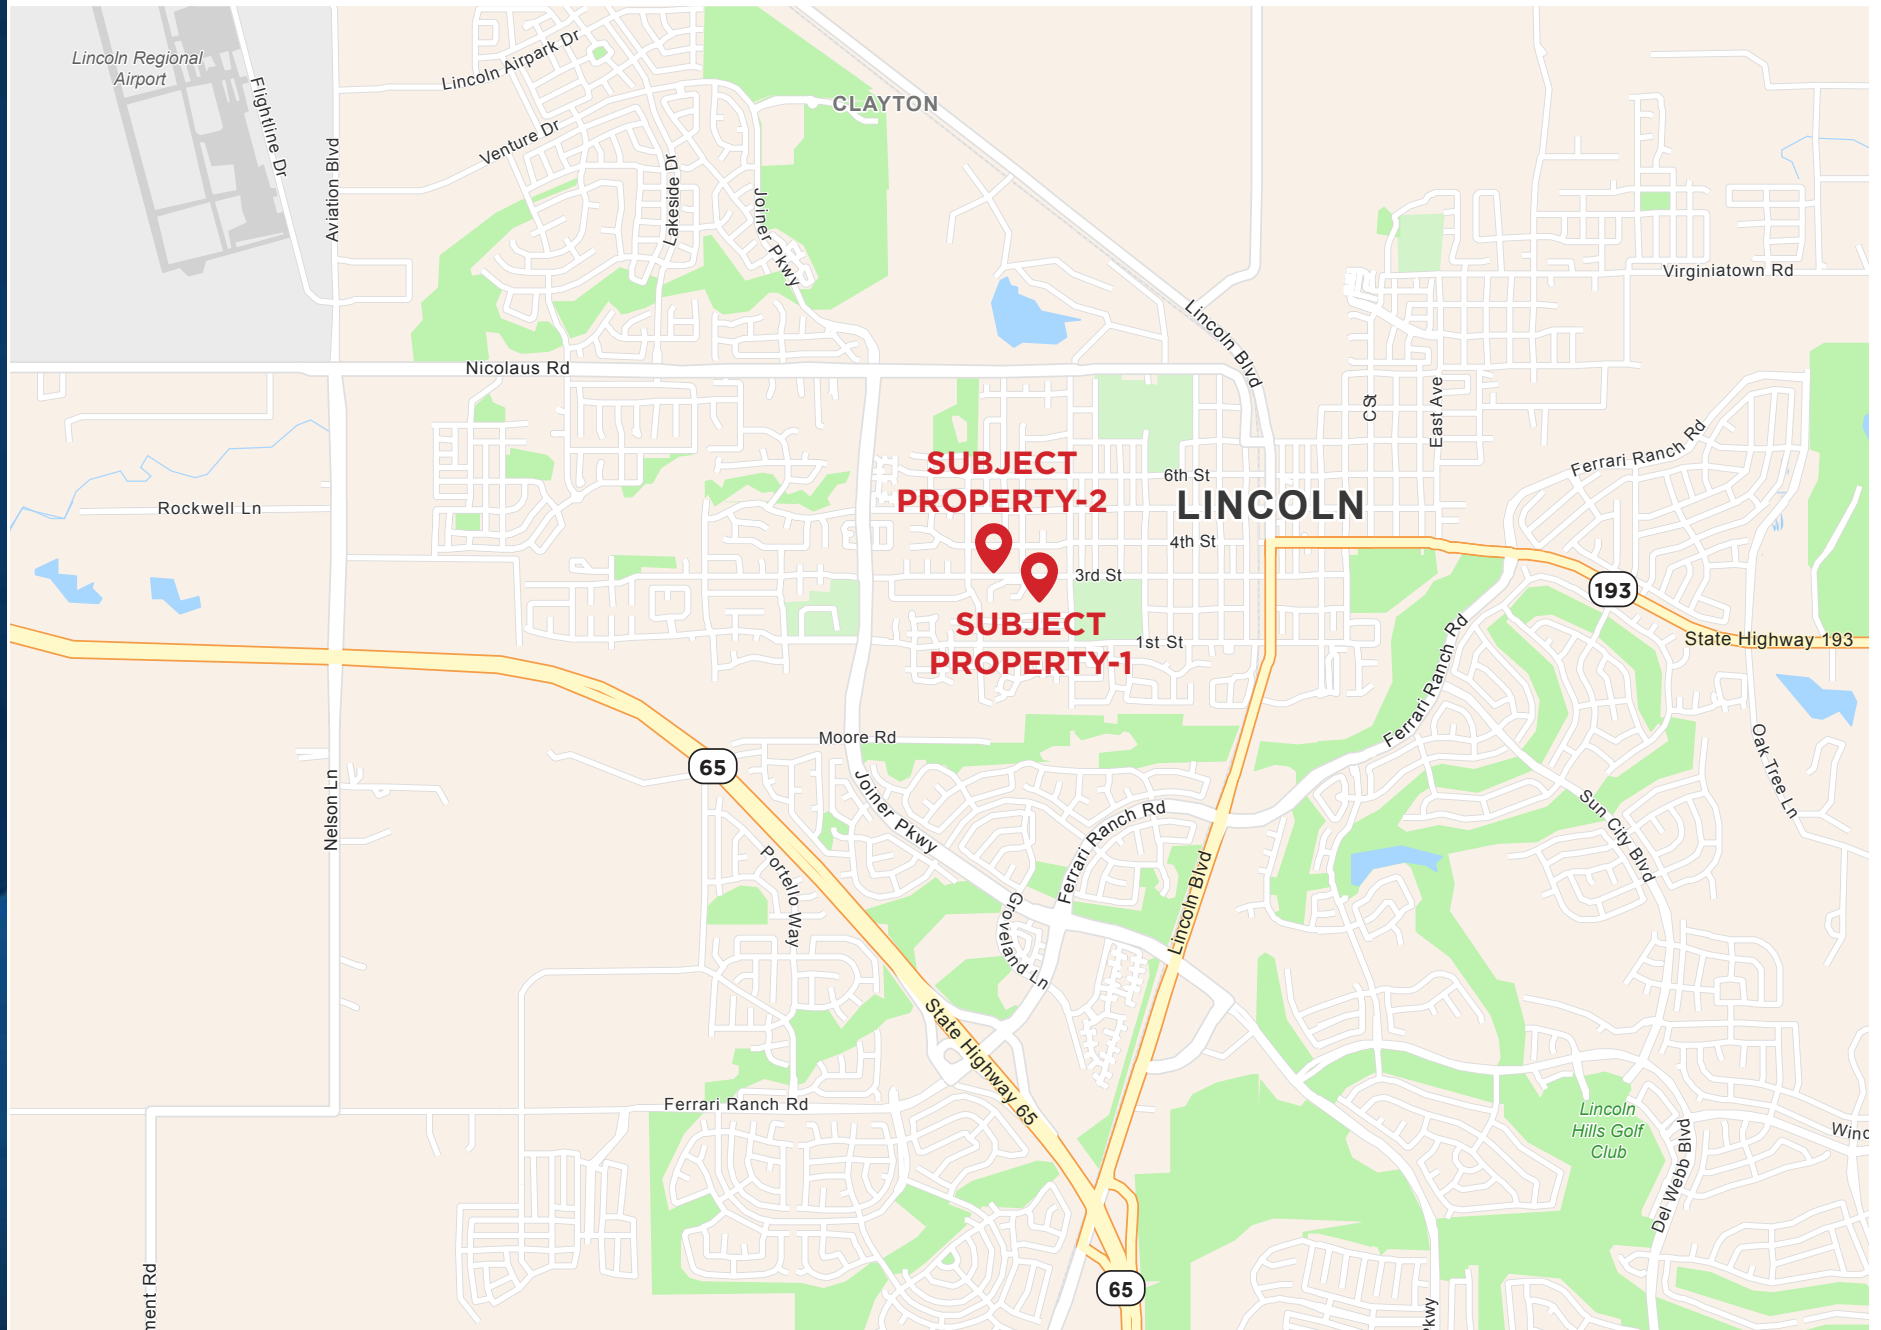 Lincoln Regional
Airport
Flightline Dr
Aviation Blvd
Lincoln Airpark Dr
Venture Dr
Lakeside Dr
Joiner Pkwy
CLAYTON
Lincoln Blvd
Virginiatown Rd
Nicolaus Rd
C St
East Ave
Ferrari Ranch Rd
SUBJECT
PROPERTY-2
6th St
LINCOLN
Rockwell Ln
4th St
3rd St
193
SUBJECT
PROPERTY-1
1st St
State Highway 193
Ferrari Ranch Rd
Moore Rd
65
Oak Tree Ln
Nelson Ln
Joiner Pkwy
Ferrari Ranch Rd
Sun City Blvd
Portello Way
Lincoln Blvd
Groveland Ln
State Highway 65
Ferrari Ranch Rd
Lincoln
Hills Golf
Club
Del Webb Blvd
65